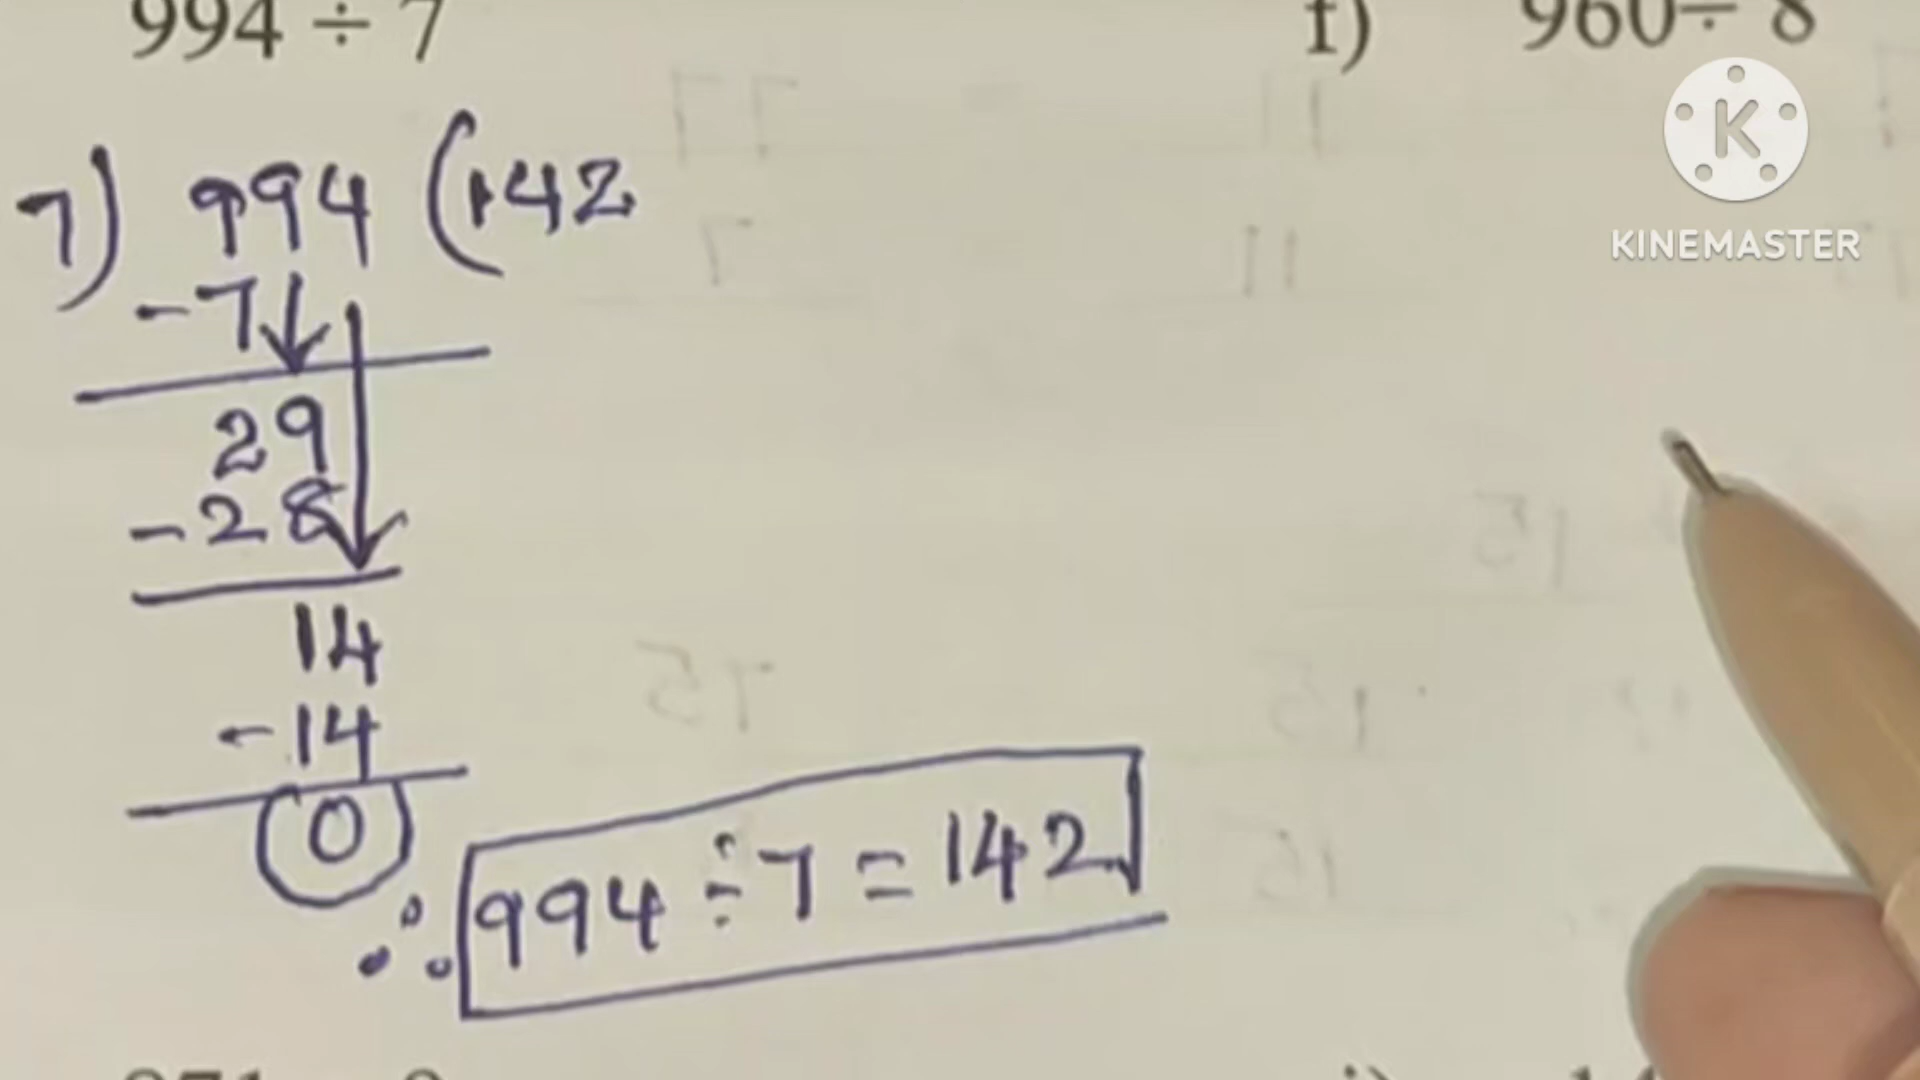 994 ÷ 7
f) 960÷ 8
7) 994 (142
-7
29
-28
14
-14
0
∴ 994 ÷ 7 = 142
K
KINEMASTER